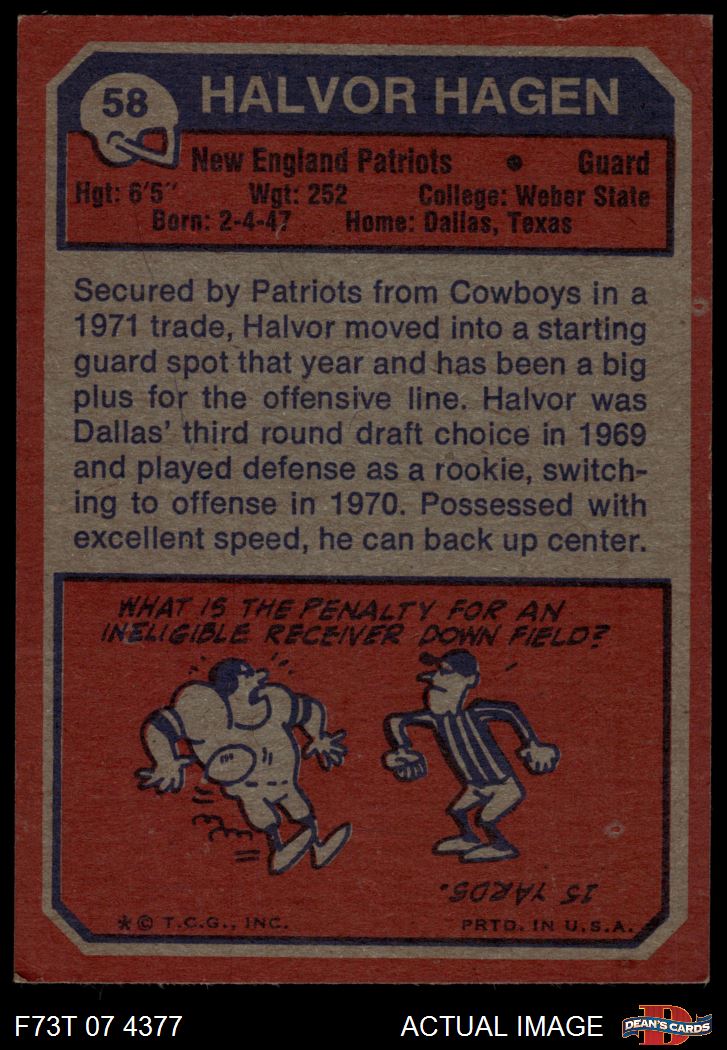 58
HALVOR HAGEN
New England Patriots • Guard
Hgt: 6'5" Wgt: 252 College: Weber State
Born: 2-4-47 Home: Dallas, Texas
Secured by Patriots from Cowboys in a
1971 trade, Halvor moved into a starting
guard spot that year and has been a big
plus for the offensive line. Halvor was
Dallas' third round draft choice in 1969
and played defense as a rookie, switch-
ing to offense in 1970. Possessed with
excellent speed, he can back up center.
WHAT IS THE PENALTY FOR AN
INELIGIBLE RECEIVER DOWN FIELD?
15 YARDS.
*© T.C.G., INC. PRTD. IN U.S.A.
F73T 07 4377 ACTUAL IMAGE
D
DEAN'S CARDS